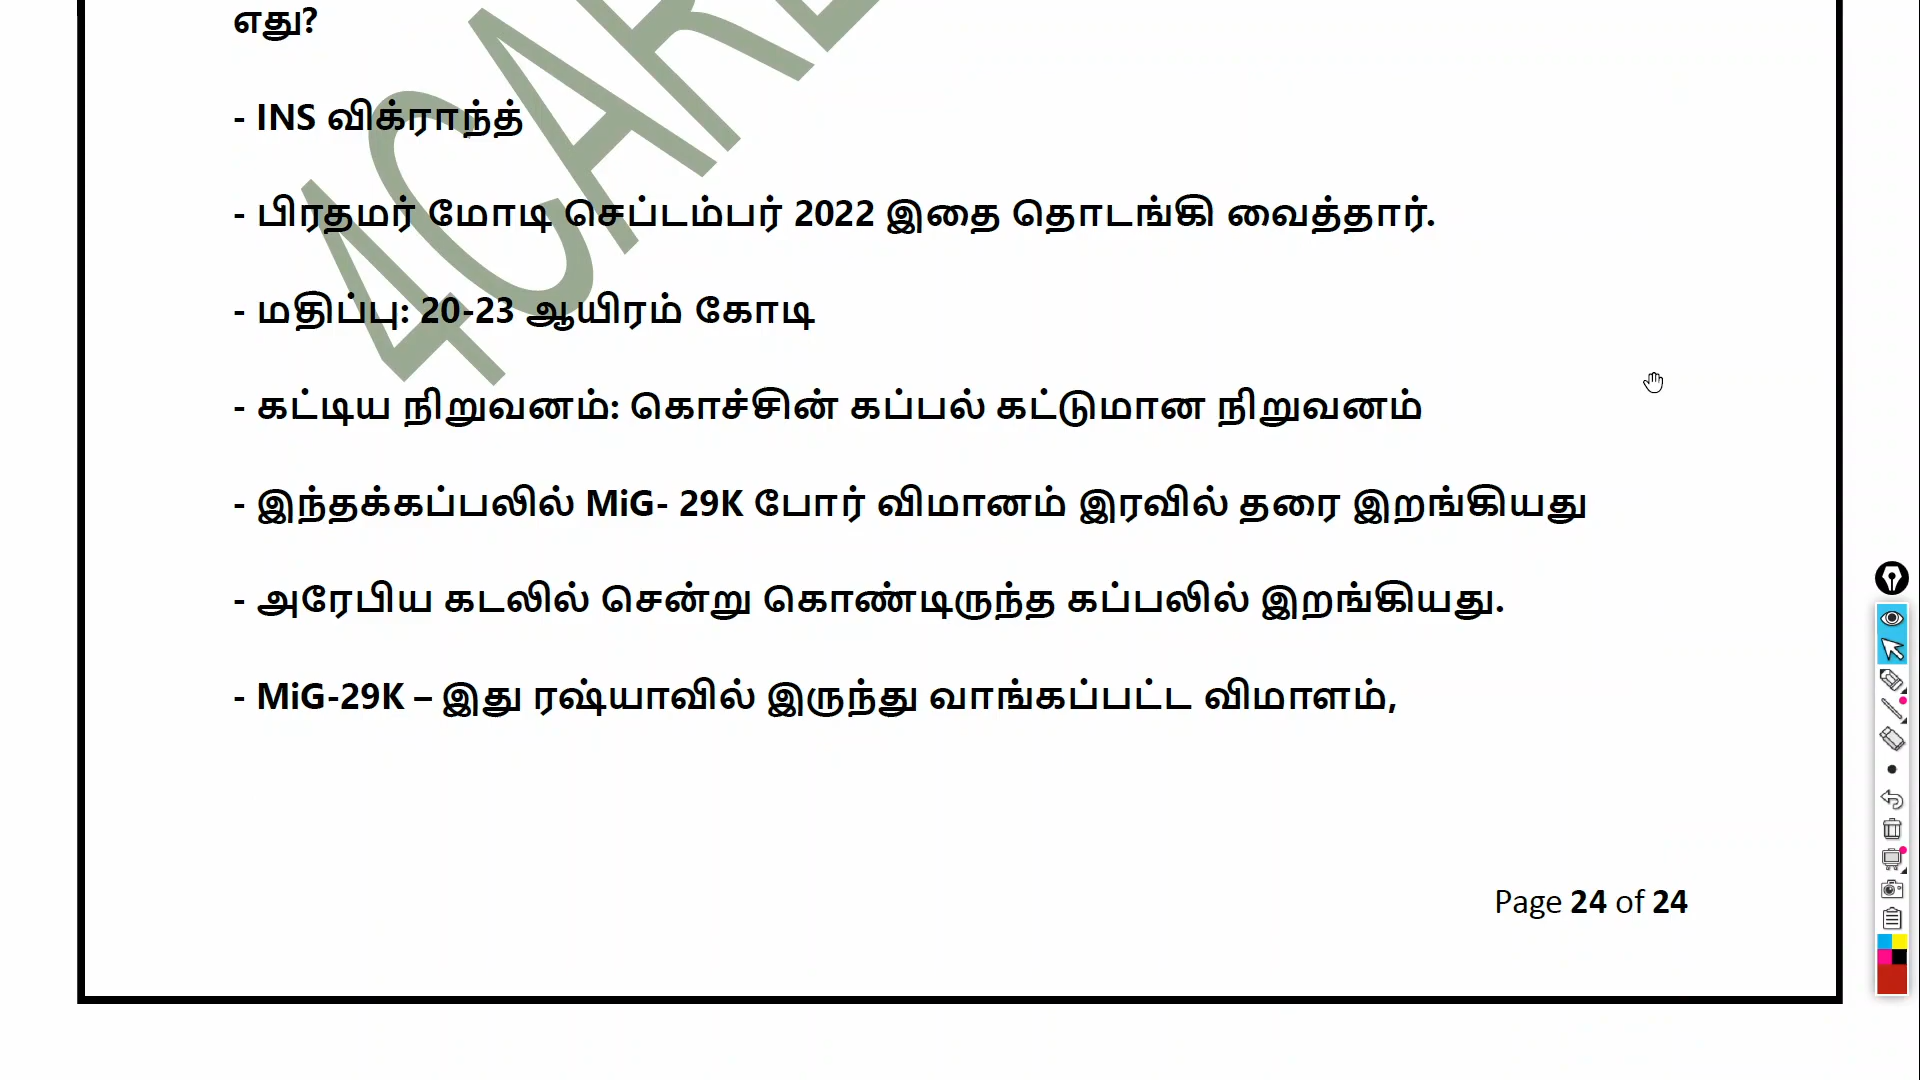 எது?
- INS விக்ராந்த்
- பிரதமர் மோடி செப்டம்பர் 2022 இதை தொடங்கி வைத்தார்.
- மதிப்பு: 20-23 ஆயிரம் கோடி
- கட்டிய நிறுவனம்: கொச்சின் கப்பல் கட்டுமான நிறுவனம்
- இந்தக்கப்பலில் MiG- 29K போர் விமானம் இரவில் தரை இறங்கியது
- அரேபிய கடலில் சென்று கொண்டிருந்த கப்பலில் இறங்கியது.
- MiG-29K – இது ரஷ்யாவில் இருந்து வாங்கப்பட்ட விமாளம்,
Page 24 of 24